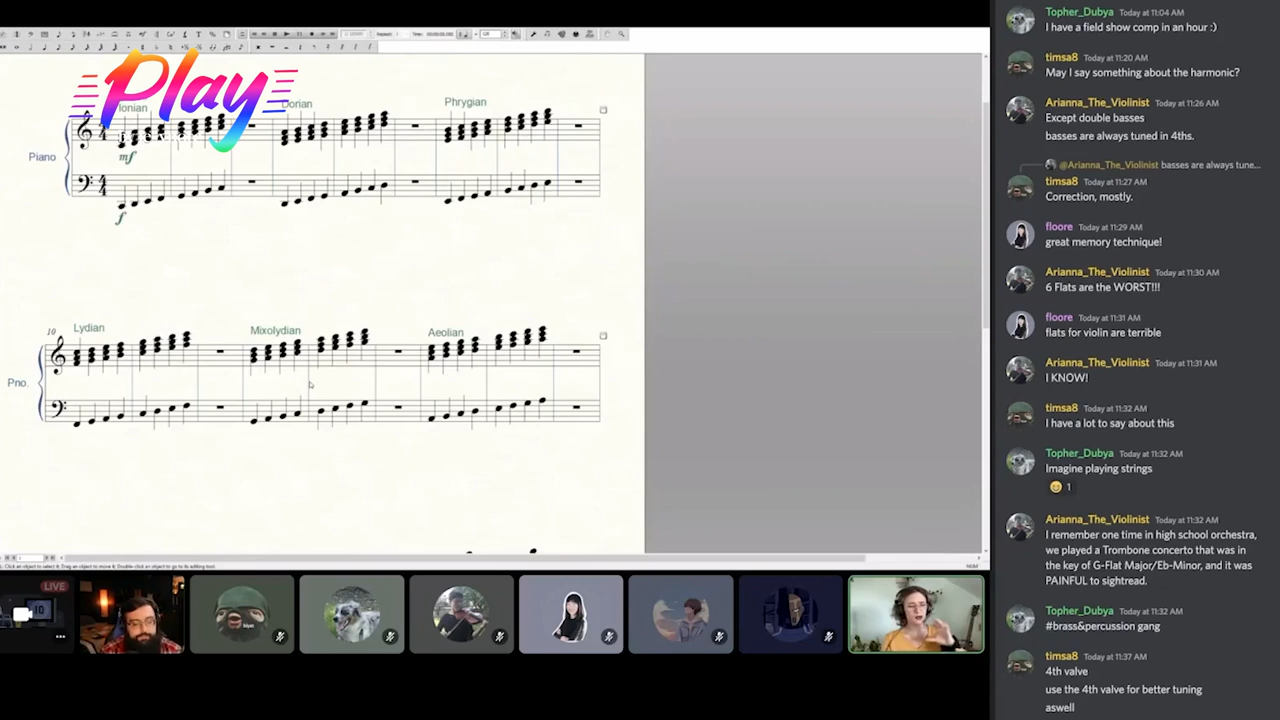 Play
Ionian
Dorian
Phrygian
Piano
mf
f
10
Lydian
Mixolydian
Aeolian
Pno.
LIVE
Topher_Dubya Today at 11:04 AM
I have a field show comp in an hour :)
timsa8 Today at 11:20 AM
May I say something about the harmonic?
Arianna_The_Violinist Today at 11:26 AM
Except double basses
basses are always tuned in 4ths.
@Arianna_The_Violinist basses are always tune...
timsa8 Today at 11:27 AM
Correction, mostly.
floore Today at 11:29 AM
great memory technique!
Arianna_The_Violinist Today at 11:30 AM
6 Flats are the WORST!!!
floore Today at 11:31 AM
flats for violin are terrible
Arianna_The_Violinist Today at 11:31 AM
I KNOW!
timsa8 Today at 11:32 AM
I have a lot to say about this
Topher_Dubya Today at 11:32 AM
Imagine playing strings
1
Arianna_The_Violinist Today at 11:32 AM
I remember one time in high school orchestra,
we played a Trombone concerto that was in
the key of G-Flat Major/Eb-Minor, and it was
PAINFUL to sightread.
Topher_Dubya Today at 11:32 AM
#brass&percussion gang
timsa8 Today at 11:37 AM
4th valve
use the 4th valve for better tuning
aswell